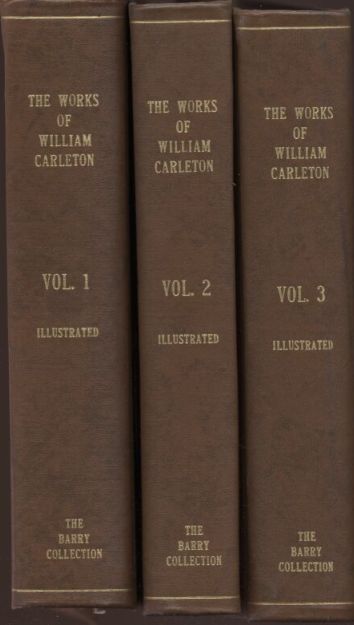 THE WORKS
OF
WILLIAM
CARLETON
VOL. 1
ILLUSTRATED
THE
BARRY
COLLECTION
THE WORKS
OF
WILLIAM
CARLETON
VOL. 2
ILLUSTRATED
THE
BARRY
COLLECTION
THE WORKS
OF
WILLIAM
CARLETON
VOL. 3
ILLUSTRATED
THE
BARRY
COLLECTION